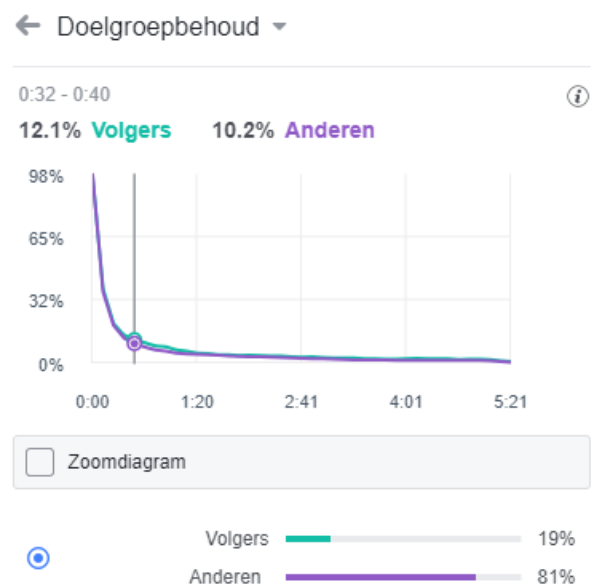 Doelgroepbehoud
0:32 - 0:40
12.1% Volgers 10.2% Anderen
98%
65%
32%
0%
0:00 1:20 2:41 4:01 5:21
Zoomdiagram
Volgers 19%
Anderen 81%